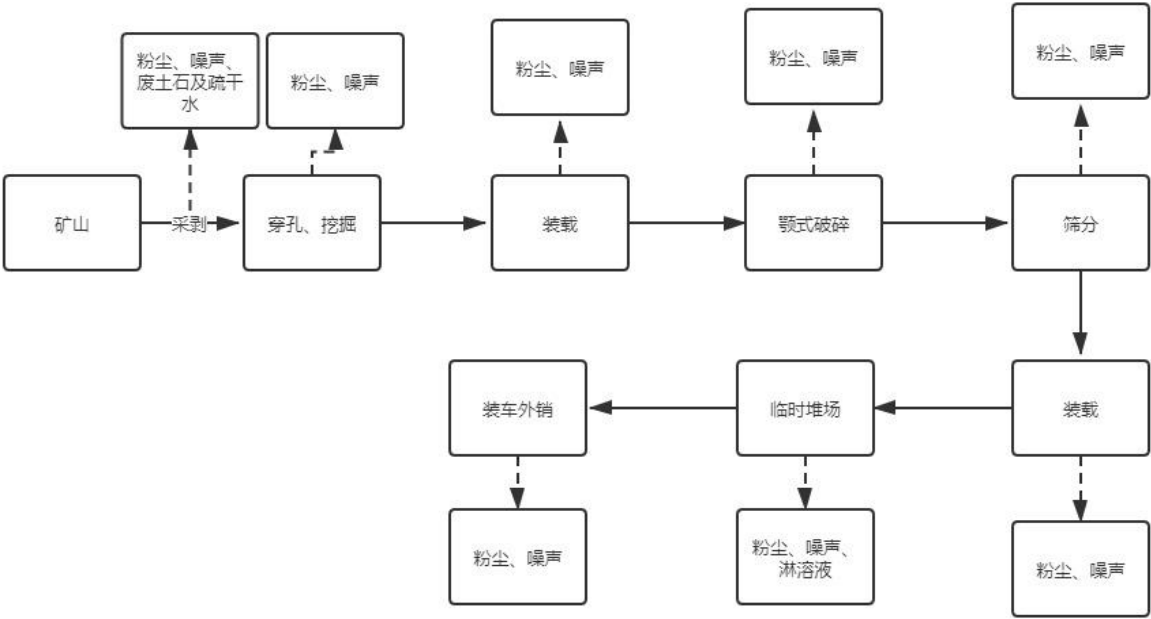 粉尘、噪声、
废土石及疏干
水
粉尘、噪声
粉尘、噪声
粉尘、噪声
粉尘、噪声
矿山
采剥
穿孔、挖掘
装载
颚式破碎
筛分
装车外销
临时堆场
装载
粉尘、噪声
粉尘、噪声、
淋溶液
粉尘、噪声